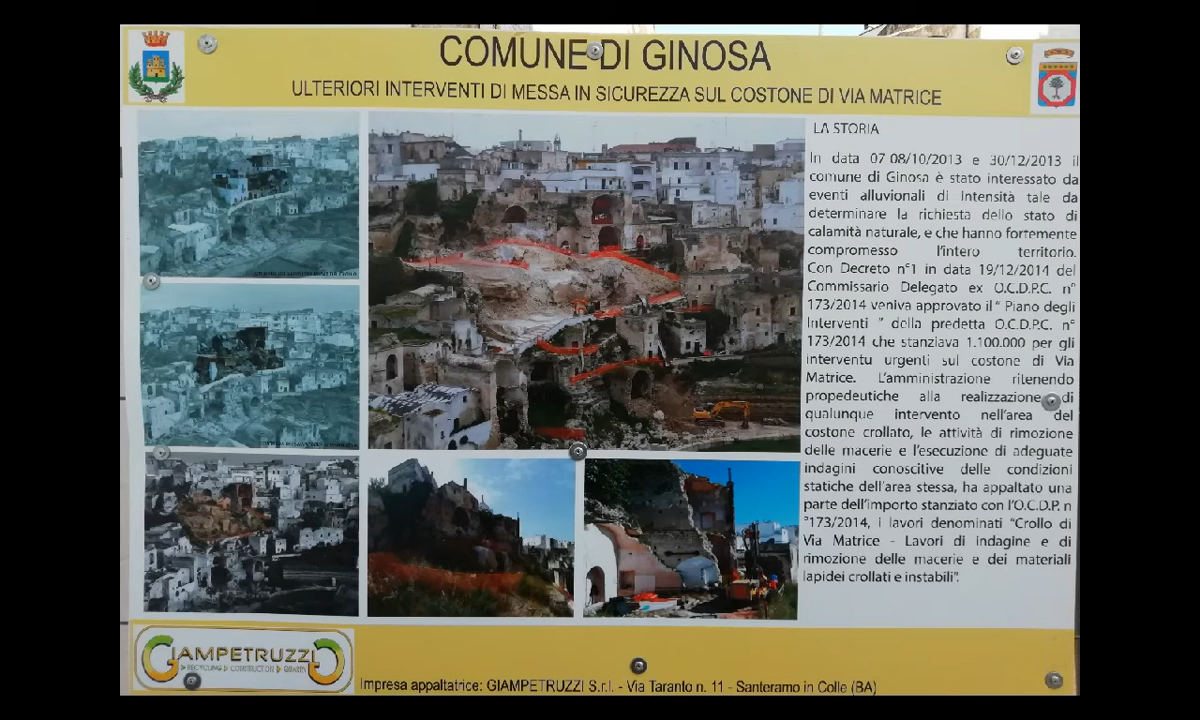 COMUNE DI GINOSA
ULTERIORI INTERVENTI DI MESSA IN SICUREZZA SUL COSTONE DI VIA MATRICE
LA STORIA
In data 07-08/10/2013 e 30/12/2013 il
comune di Ginosa è stato interessato da
eventi alluvionali di intensità tale da
determinare la richiesta dello stato di
calamità naturale, e che hanno fortemente
compromesso l'intero territorio.
Con Decreto n°1 in data 19/12/2014 del
Commissario Delegato ex O.C.D.P.C. n°
173/2014 veniva approvato il " Piano degli
Interventi " della predetta O.C.D.P.C. n°
173/2014 che stanziava 1.100.000 per gli
interventu urgenti sul costone di Via
Matrice. L'amministrazione ritenendo
propedeutiche alla realizzazione di
qualunque intervento nell'area del
costone crollato, le attività di rimozione
delle macerie e l'esecuzione di adeguate
indagini conoscitive delle condizioni
statiche dell'area stessa, ha appaltato una
parte dell'importo stanziato con l'O.C.D.P. n
°173/2014, i lavori denominati "Crollo di
Via Matrice - Lavori di indagine e di
rimozione delle macerie e dei materiali
lapidei crollati e instabili".
GIAMPETRUZZI
RECYCLING CONSTRUCTION QUARRY
Impresa appaltatrice: GIAMPETRUZZI S.r.l. - Via Taranto n. 11 - Santeramo in Colle (BA)